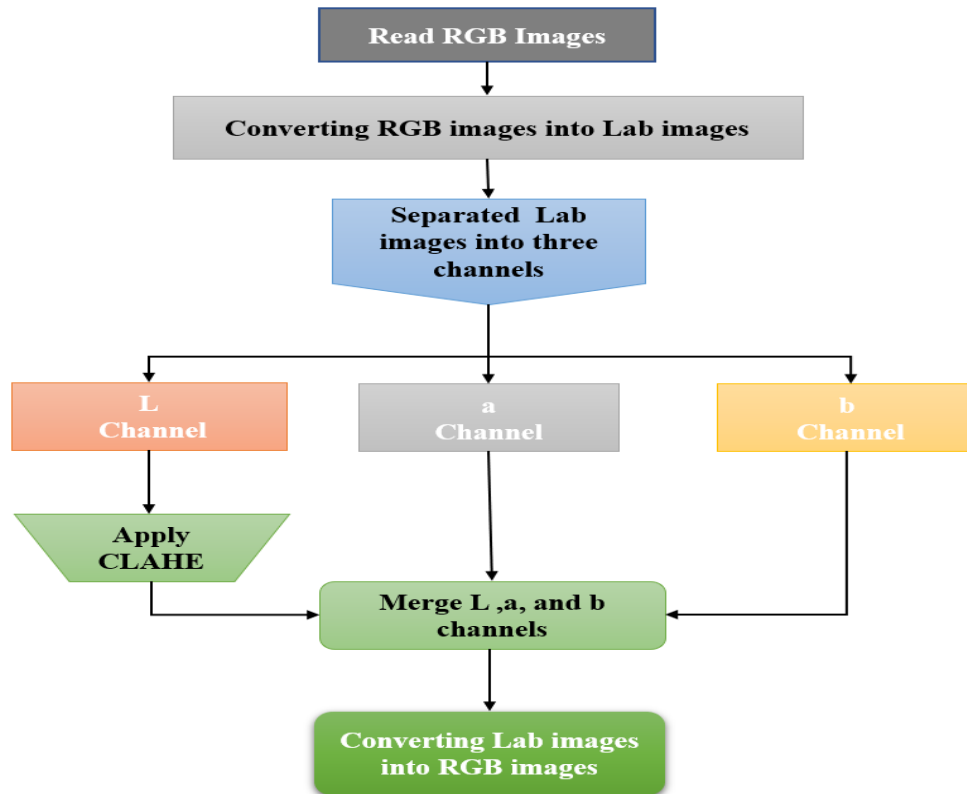 Read RGB Images
Converting RGB images into Lab images
Separated Lab
images into three
channels
L
Channel
a
Channel
b
Channel
Apply
CLAHE
Merge L ,a, and b
channels
Converting Lab images
into RGB images